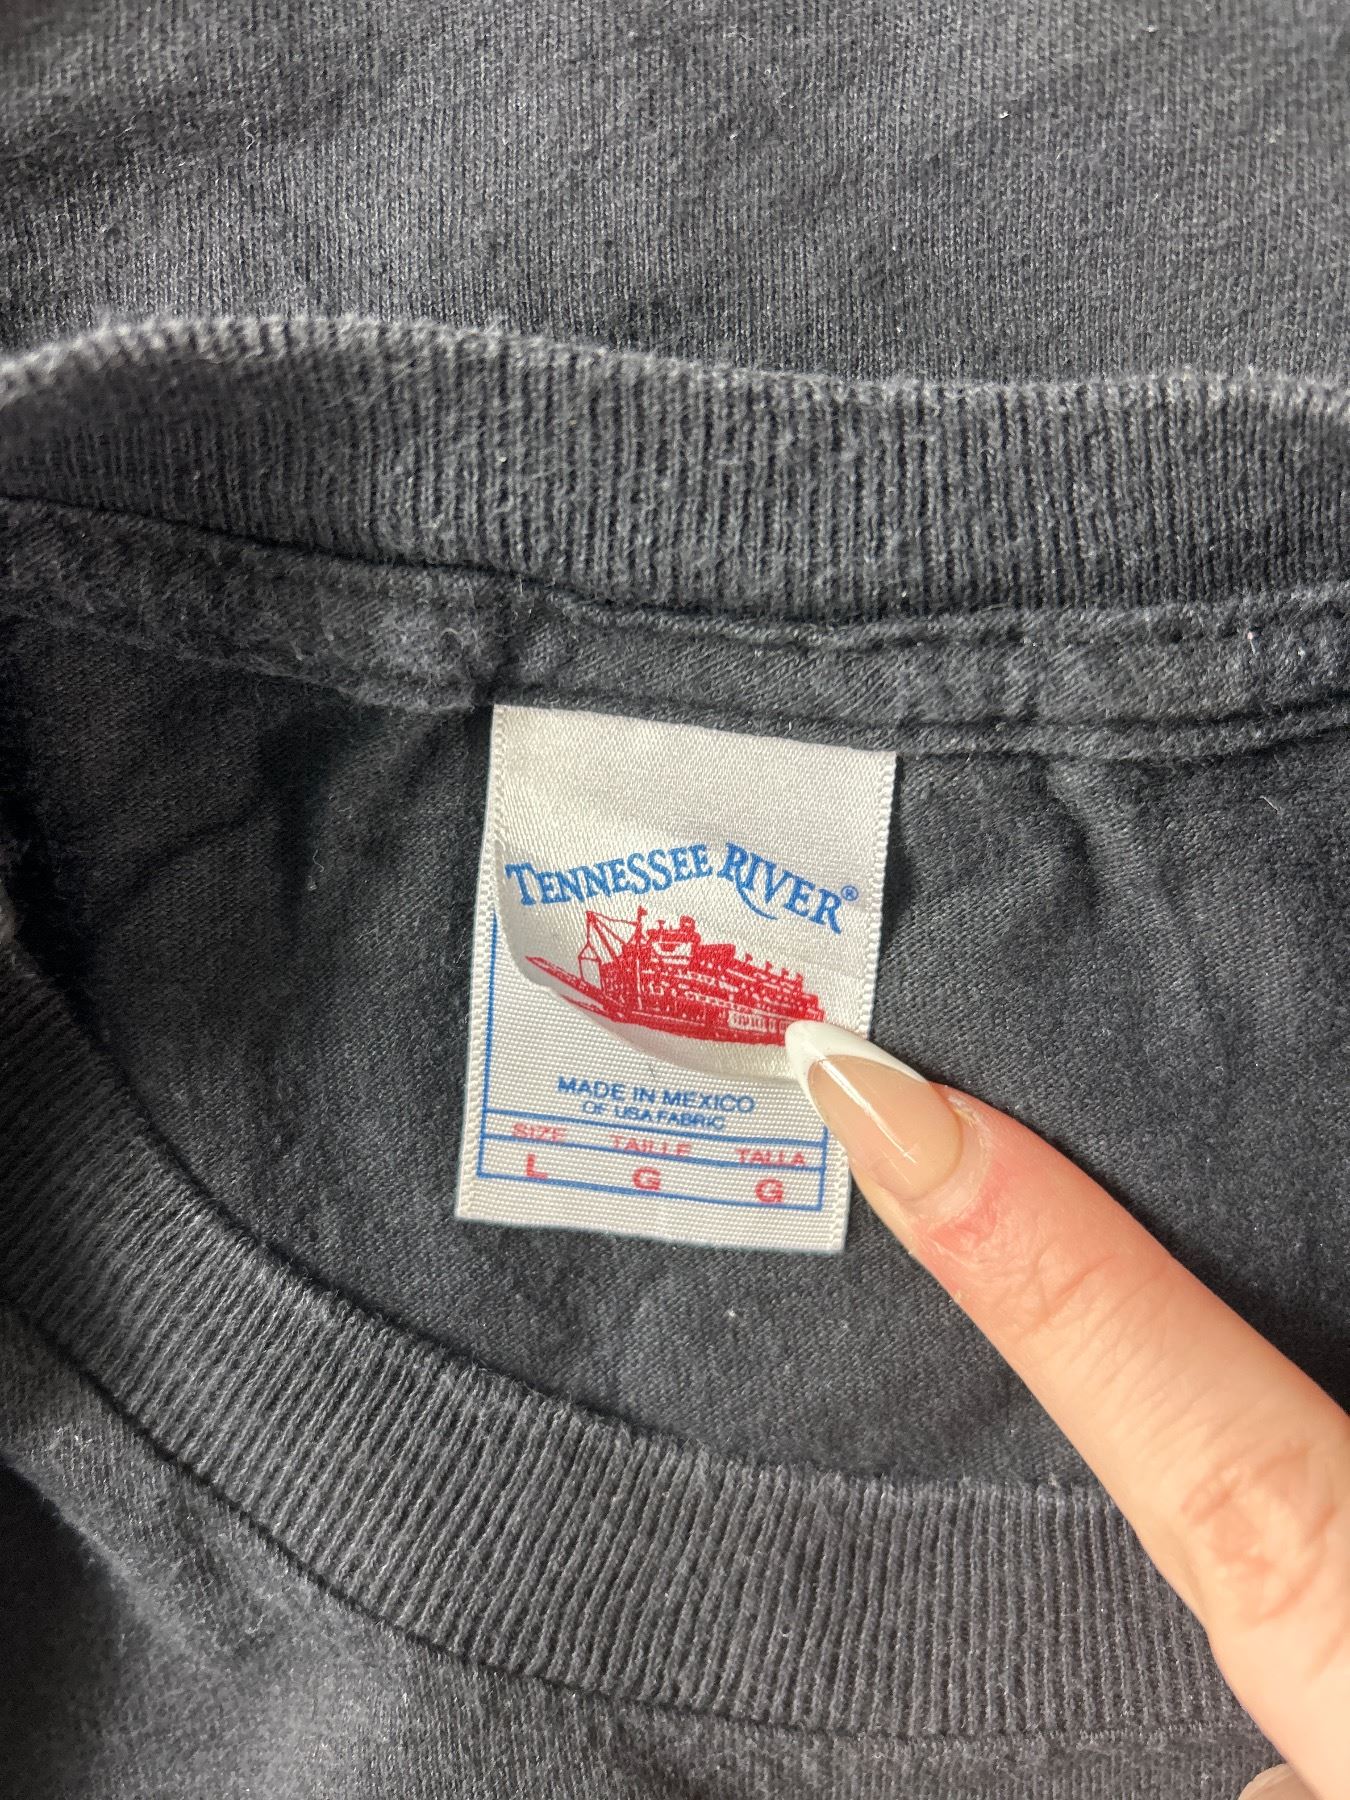 TENNESSEE RIVER®
MADE IN MEXICO
OF USA FABRIC
SIZE TAILLE TALLA
L G G